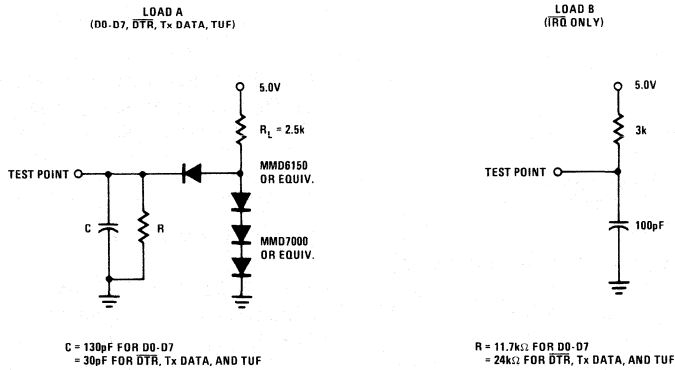 LOAD A
(D0-D7, DTR, Tx DATA, TUF)
5.0V
RL = 2.5k
TEST POINT
MMD6150
OR EQUIV.
C
R
MMD7000
OR EQUIV.
C = 130pF FOR D0-D7
= 30pF FOR DTR, Tx DATA, AND TUF
LOAD B
(IRQ ONLY)
5.0V
3k
TEST POINT
100pF
R = 11.7kΩ FOR D0-D7
= 24kΩ FOR DTR, Tx DATA, AND TUF